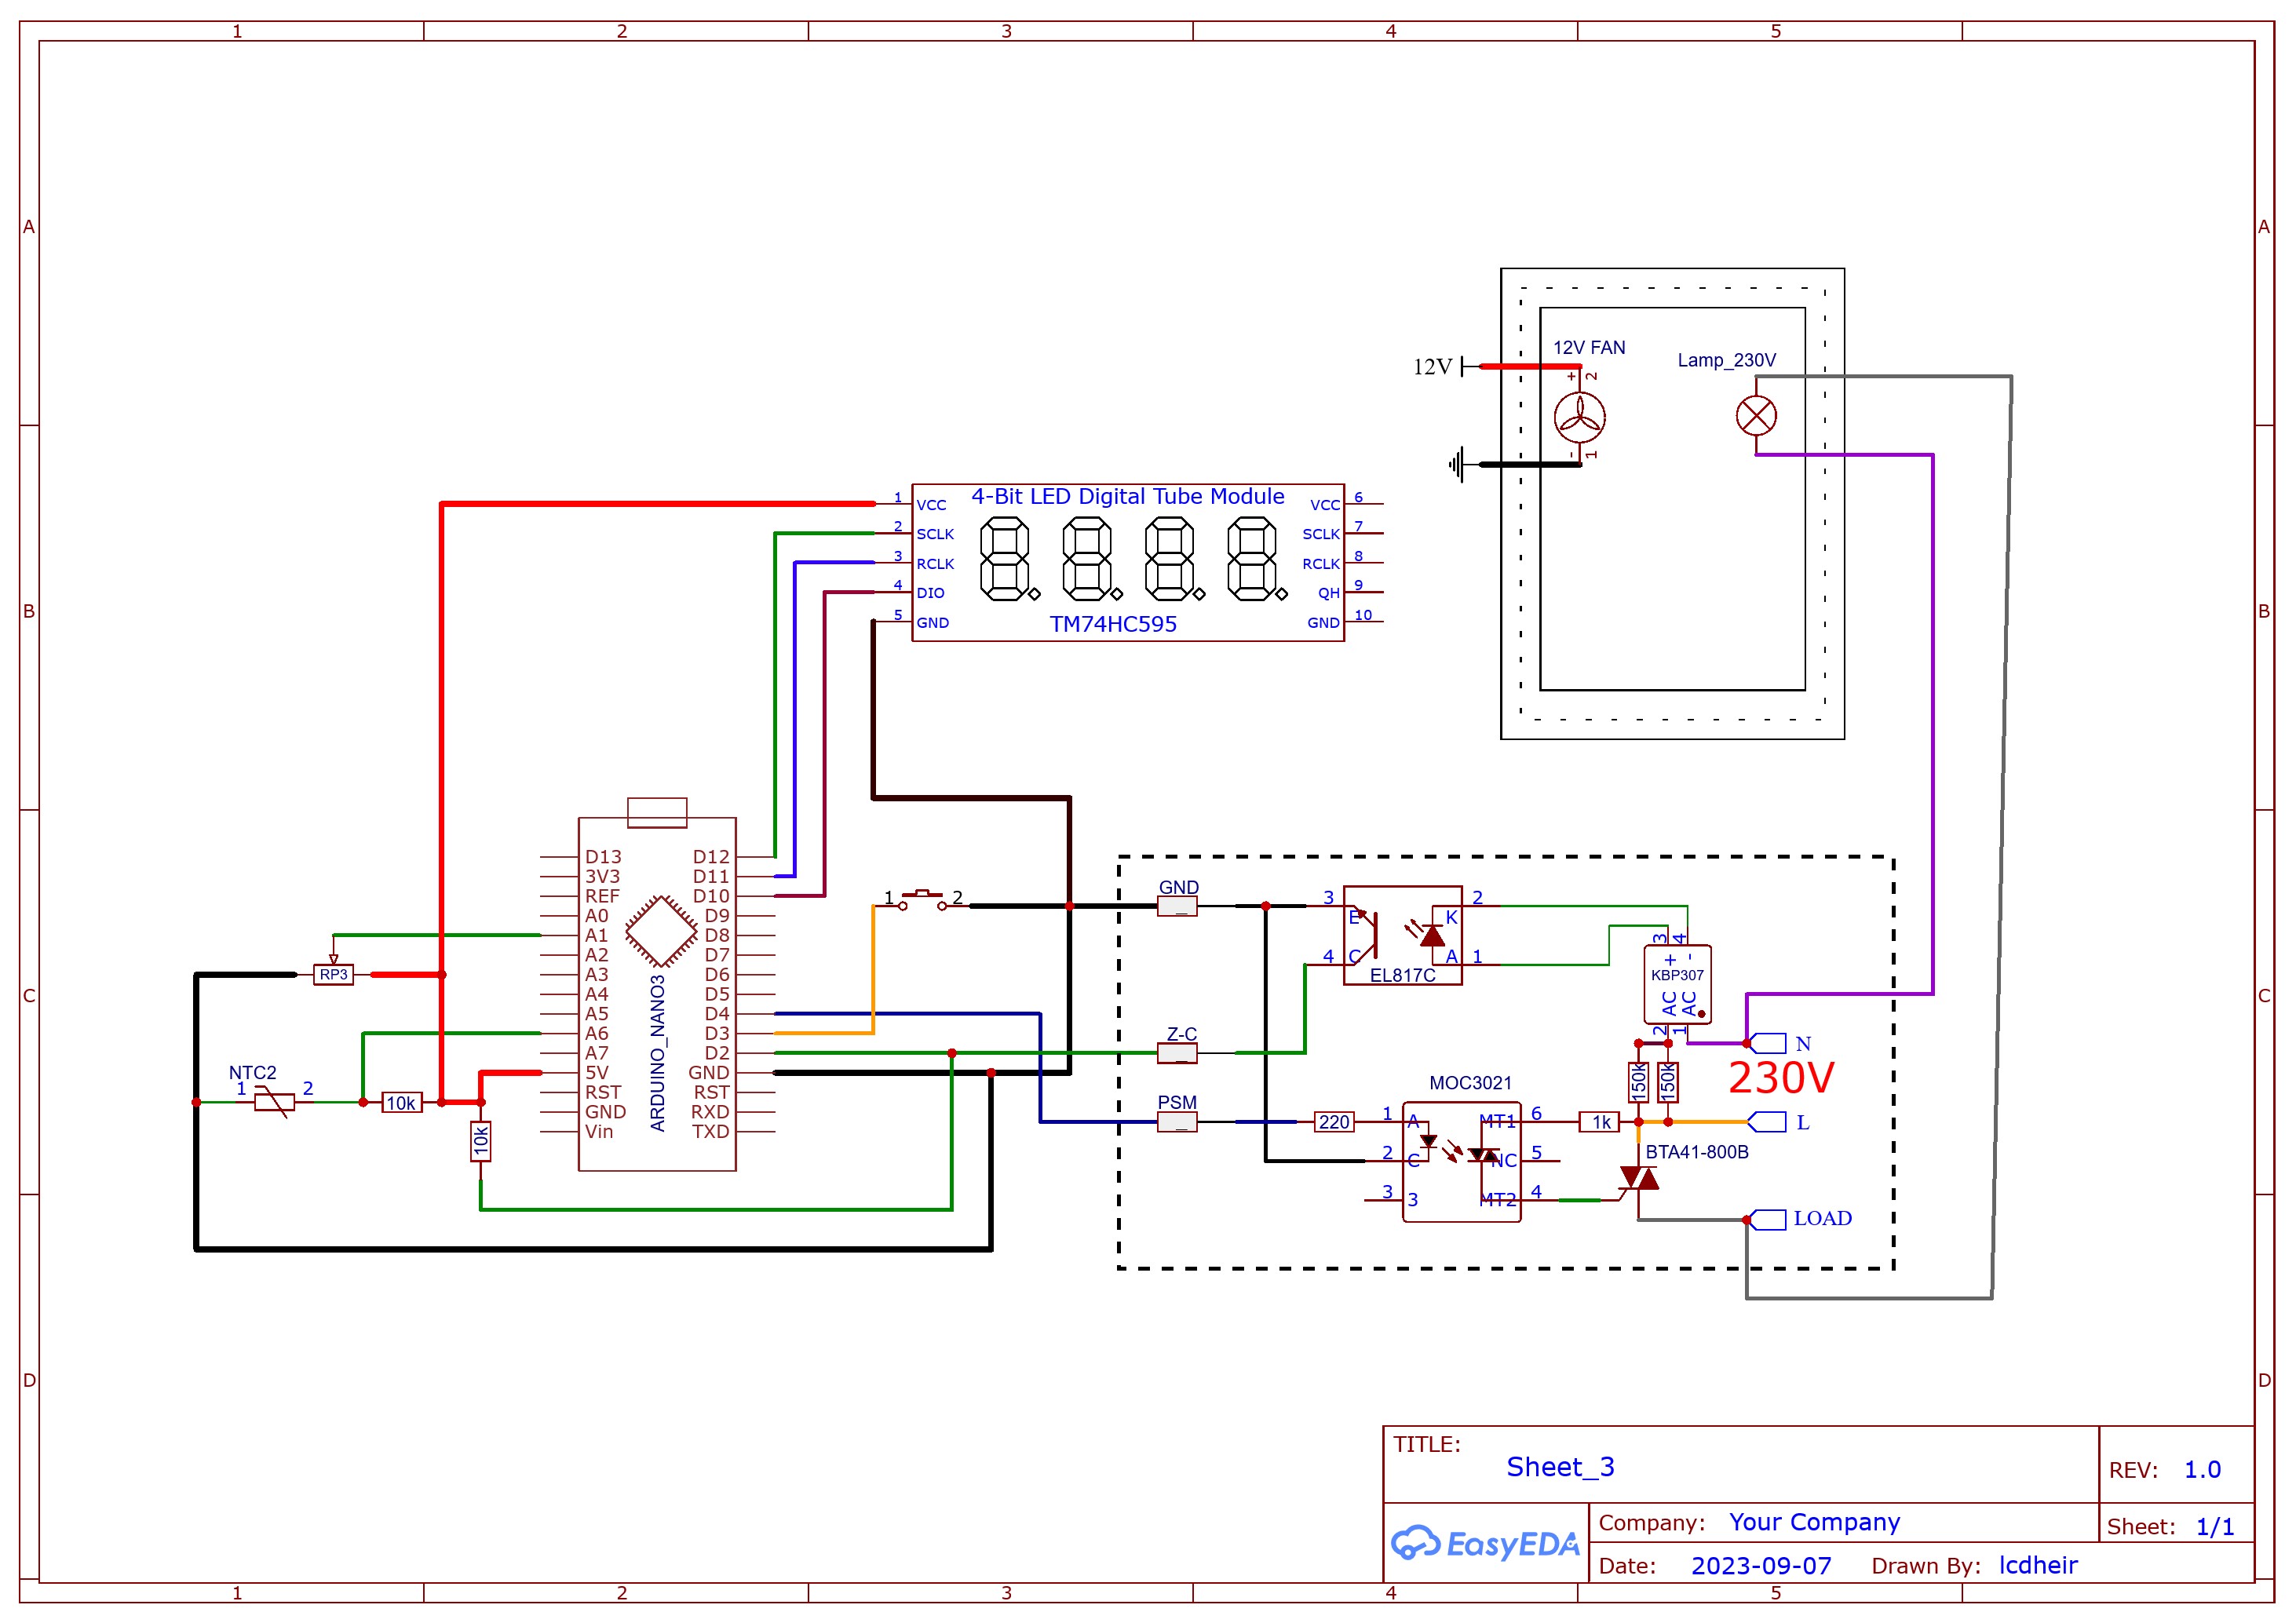 1 2 3 4 5
A A
12V FAN
Lamp_230V
12V
+ 2
- 1
4-Bit LED Digital Tube Module
1 VCC VCC 6
2 SCLK SCLK 7
3 RCLK RCLK 8
4 DIO QH 9
5 GND GND 10
TM74HC595
B B
D13 D12
3V3 D11
REF D10
A0 D9
A1 D8
A2 D7
A3 D6
A4 D5
A5 D4
A6 D3
A7 D2
5V GND
RST RST
GND RXD
Vin TXD
ARDUINO_NANO3
RP3
NTC2
1 2
10k
10k
1 2
GND
Z-C
PSM
3 E K 2
4 C A 1
EL817C
3 4
+ -
KBP307
AC AC
2 1
N
230V
150k 150k
MOC3021
220
1 A MT1 6
2 C NC 5
3 3 MT2 4
1k
L
BTA41-800B
LOAD
C C
D D
TITLE:
Sheet_3
REV: 1.0
EasyEDA
Company: Your Company
Sheet: 1/1
Date: 2023-09-07 Drawn By: lcdheir
1 2 3 4 5